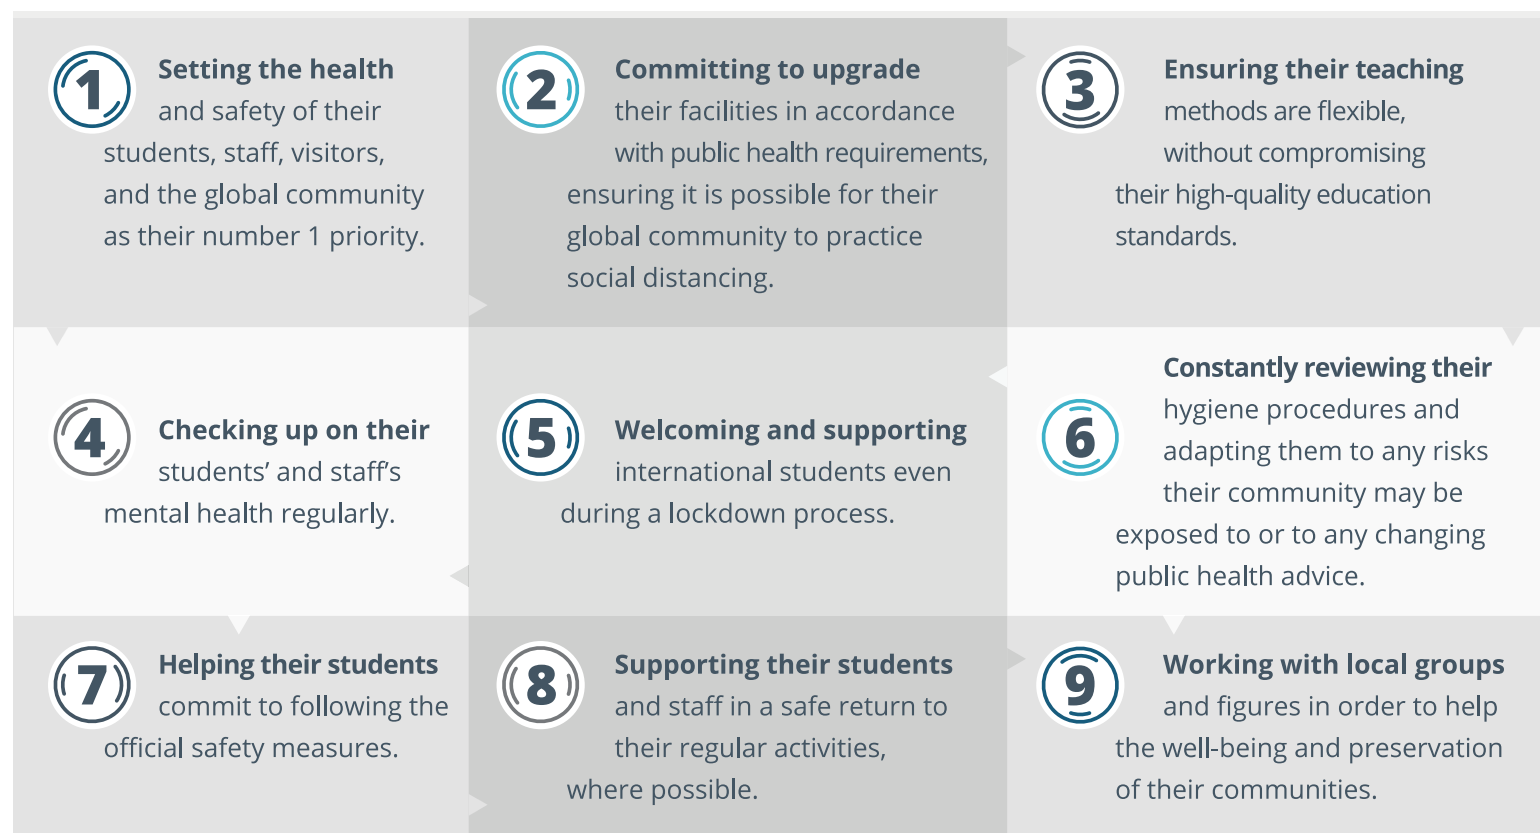 1
Setting the health
and safety of their
students, staff, visitors,
and the global community
as their number 1 priority.
2
Committing to upgrade
their facilities in accordance
with public health requirements,
ensuring it is possible for their
global community to practice
social distancing.
3
Ensuring their teaching
methods are flexible,
without compromising
their high-quality education
standards.
4
Checking up on their
students’ and staff’s
mental health regularly.
5
Welcoming and supporting
international students even
during a lockdown process.
6
Constantly reviewing their
hygiene procedures and
adapting them to any risks
their community may be
exposed to or to any changing
public health advice.
7
Helping their students
commit to following the
official safety measures.
8
Supporting their students
and staff in a safe return to
their regular activities,
where possible.
9
Working with local groups
and figures in order to help
the well-being and preservation
of their communities.